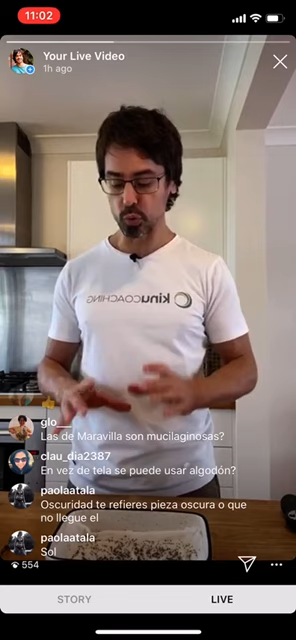 11:02
Your Live Video
1h ago
kinuCOACHING
glo__
Las de Maravilla son mucilaginosas?
clau_dia2387
En vez de tela se puede usar algodón?
paolaatala
Oscuridad te refieres pieza oscura o que
no llegue el
paolaatala
Sol
554
STORY
LIVE